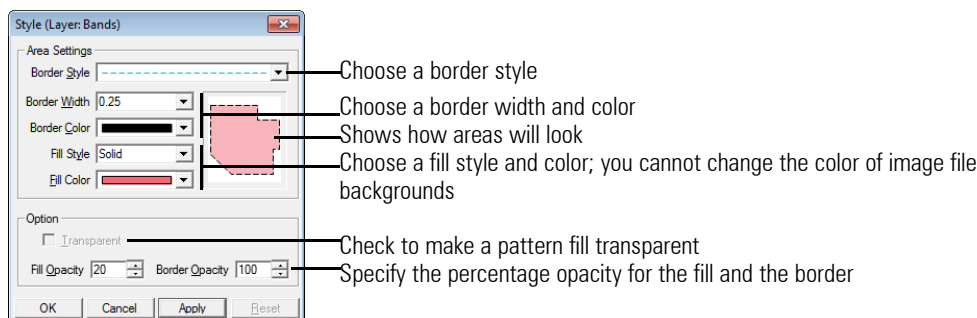 Style (Layer: Bands)
Area Settings
Border Style
Choose a border style
Border Width 0.25
Choose a border width and color
Border Color
Shows how areas will look
Fill Style Solid
Choose a fill style and color; you cannot change the color of image file
Fill Color
backgrounds
Option
Transparent
Check to make a pattern fill transparent
Fill Opacity 20 Border Opacity 100
Specify the percentage opacity for the fill and the border
OK Cancel Apply Reset